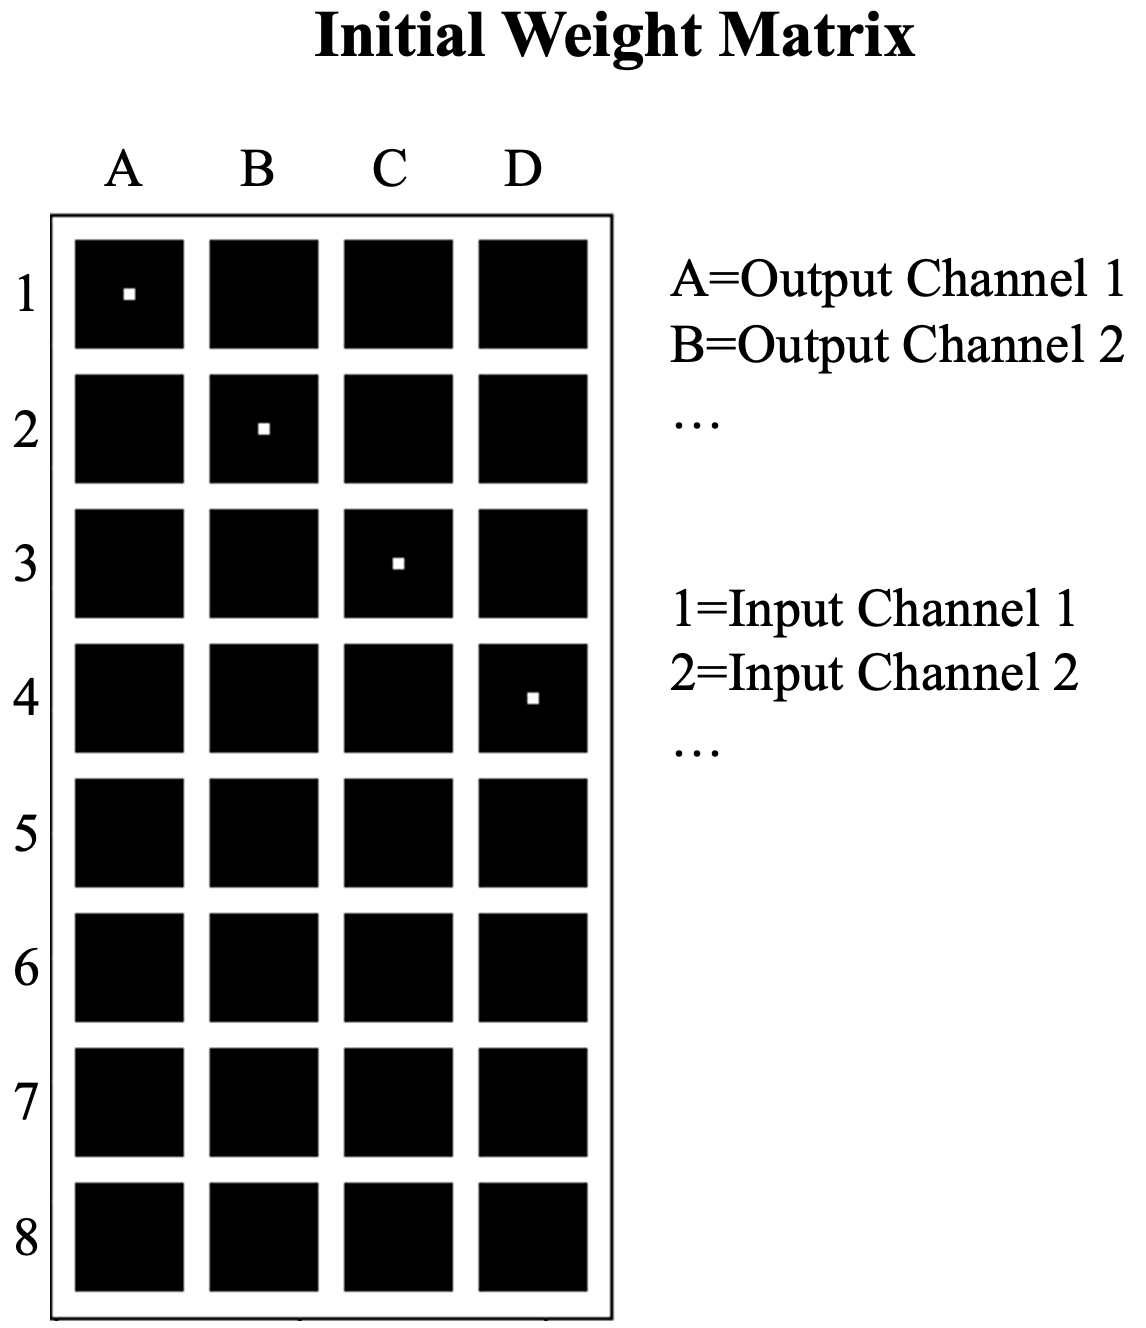 Initial Weight Matrix
A B C D
1
2
3
4
5
6
7
8
A=Output Channel 1
B=Output Channel 2
…
1=Input Channel 1
2=Input Channel 2
…